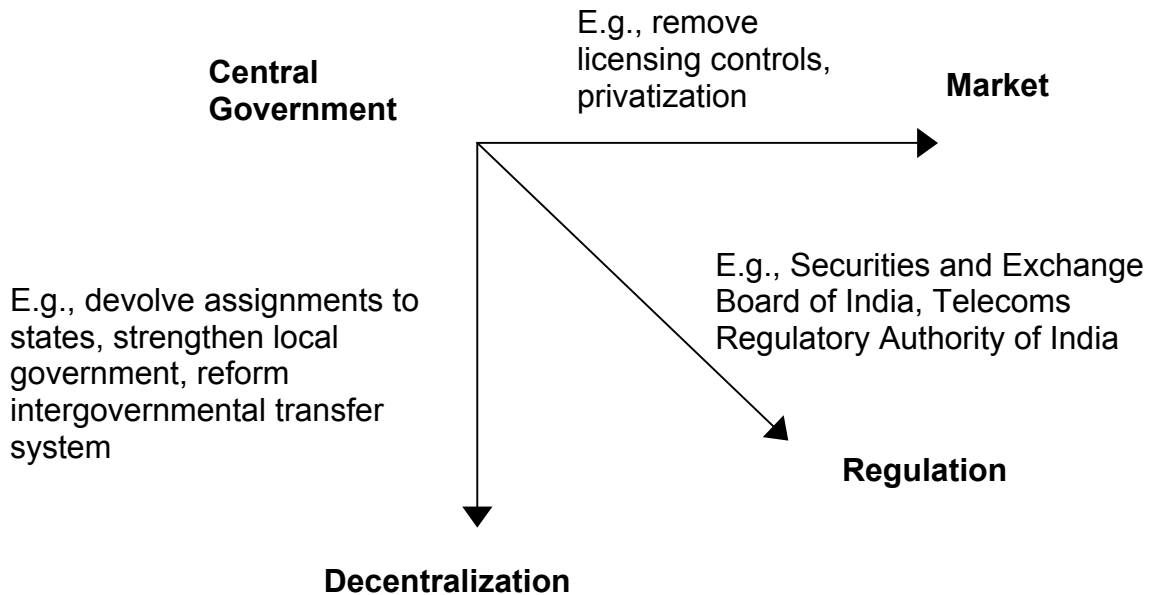 Central
Government
E.g., remove
licensing controls,
privatization
Market
E.g., devolve assignments to
states, strengthen local
government, reform
intergovernmental transfer
system
E.g., Securities and Exchange
Board of India, Telecoms
Regulatory Authority of India
Regulation
Decentralization